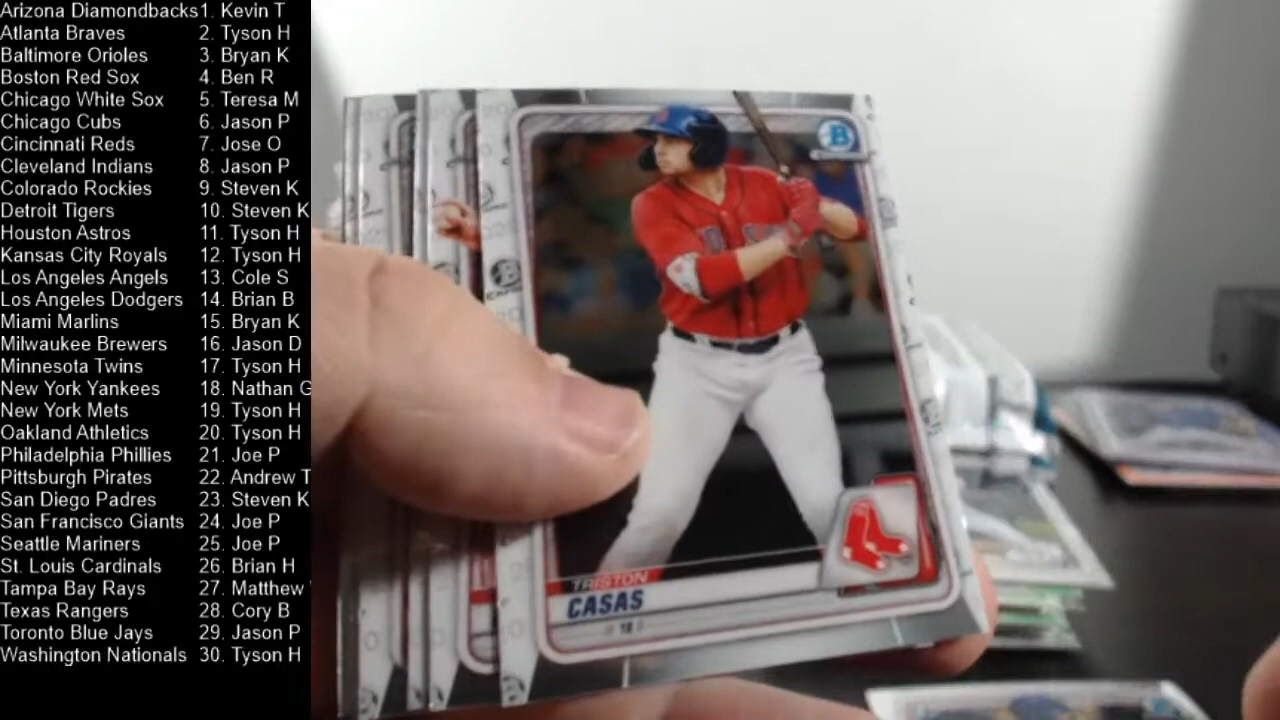 Arizona Diamondbacks 1. Kevin T
Atlanta Braves 2. Tyson H
Baltimore Orioles 3. Bryan K
Boston Red Sox 4. Ben R
Chicago White Sox 5. Teresa M
Chicago Cubs 6. Jason P
Cincinnati Reds 7. Jose O
Cleveland Indians 8. Jason P
Colorado Rockies 9. Steven K
Detroit Tigers 10. Steven K
Houston Astros 11. Tyson H
Kansas City Royals 12. Tyson H
Los Angeles Angels 13. Cole S
Los Angeles Dodgers 14. Brian B
Miami Marlins 15. Bryan K
Milwaukee Brewers 16. Jason D
Minnesota Twins 17. Tyson H
New York Yankees 18. Nathan G
New York Mets 19. Tyson H
Oakland Athletics 20. Tyson H
Philadelphia Phillies 21. Joe P
Pittsburgh Pirates 22. Andrew T
San Diego Padres 23. Steven K
San Francisco Giants 24. Joe P
Seattle Mariners 25. Joe P
St. Louis Cardinals 26. Brian H
Tampa Bay Rays 27. Matthew
Texas Rangers 28. Cory B
Toronto Blue Jays 29. Jason P
Washington Nationals 30. Tyson H
B
TRISTON
CASAS
1B